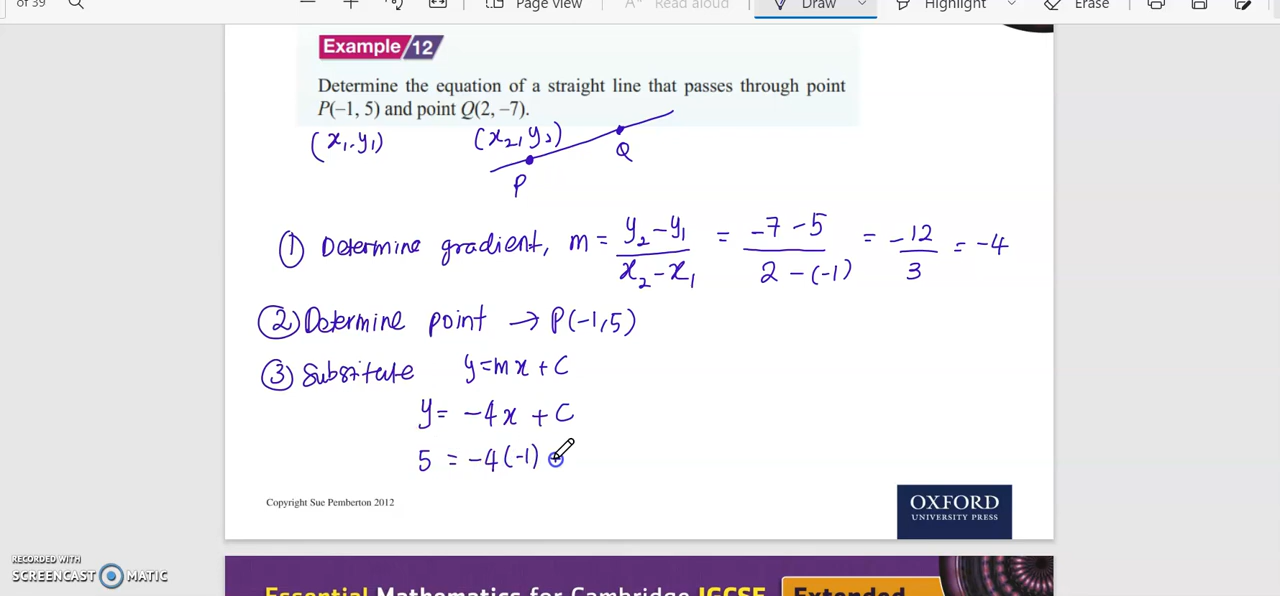 of 39 Page view Read aloud Draw Highlight Erase
Example 12
Determine the equation of a straight line that passes through point
P(–1, 5) and point Q(2, –7).
(x₁, y₁) (x₂, y₂)
Q
P
① Determine gradient, m = (y₂ – y₁)/(x₂ – x₁) = (–7 – 5)/(2 – (–1)) = –12/3 = –4
② Determine point → P(–1, 5)
③ Substitute y = mx + C
y = –4x + C
5 = –4(–1) +
Copyright Sue Pemberton 2012
OXFORD
UNIVERSITY PRESS
RECORDED WITH
SCREENCAST MATIC
Essential Mathematics for Cambridge IGCSE Extended